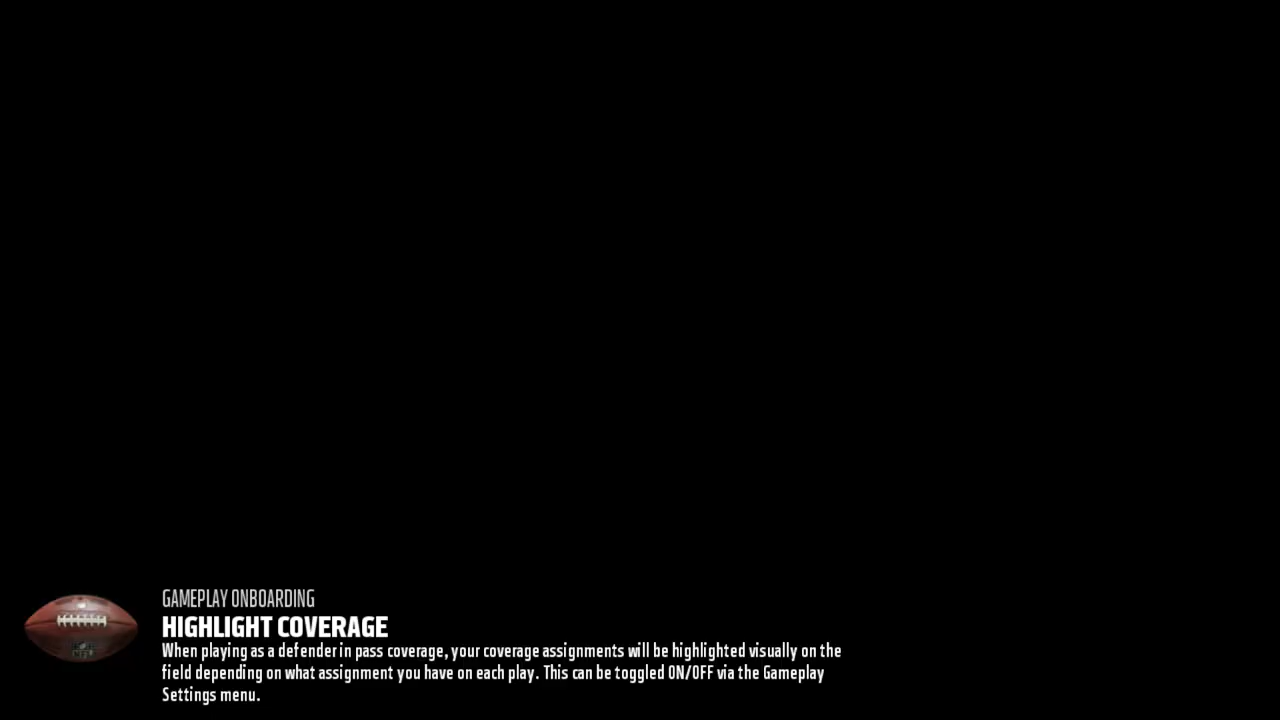 GAMEPLAY ONBOARDING
HIGHLIGHT COVERAGE
When playing as a defender in pass coverage, your coverage assignments will be highlighted visually on the
field depending on what assignment you have on each play. This can be toggled ON/OFF via the Gameplay
Settings menu.